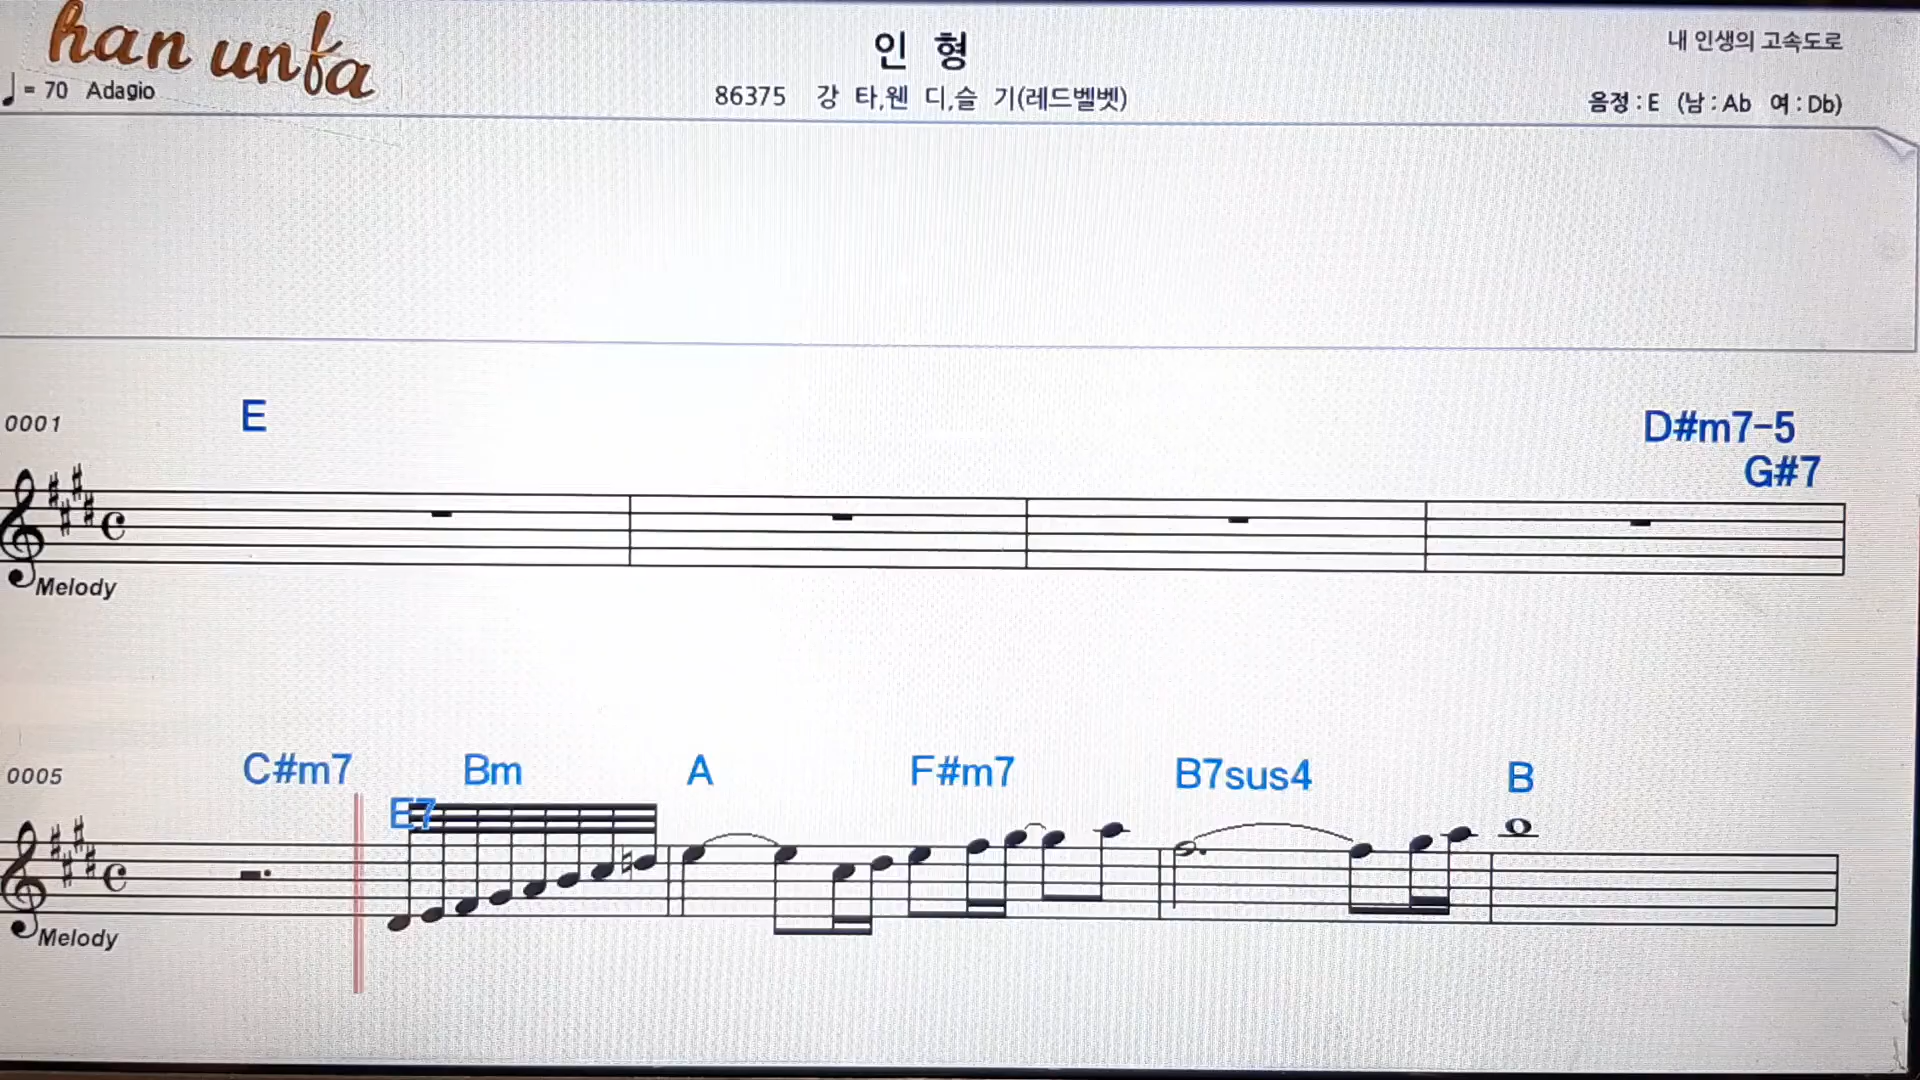 han unfa
인 형
내 인생의 고속도로
♩= 70 Adagio
86375 강 타,웬 디,슬 기(레드벨벳)
음정 : E (남 : Ab 여 : Db)
0001 E D#m7-5
G#7
Melody
0005 C#m7 Bm A F#m7 B7sus4 B
E7
Melody